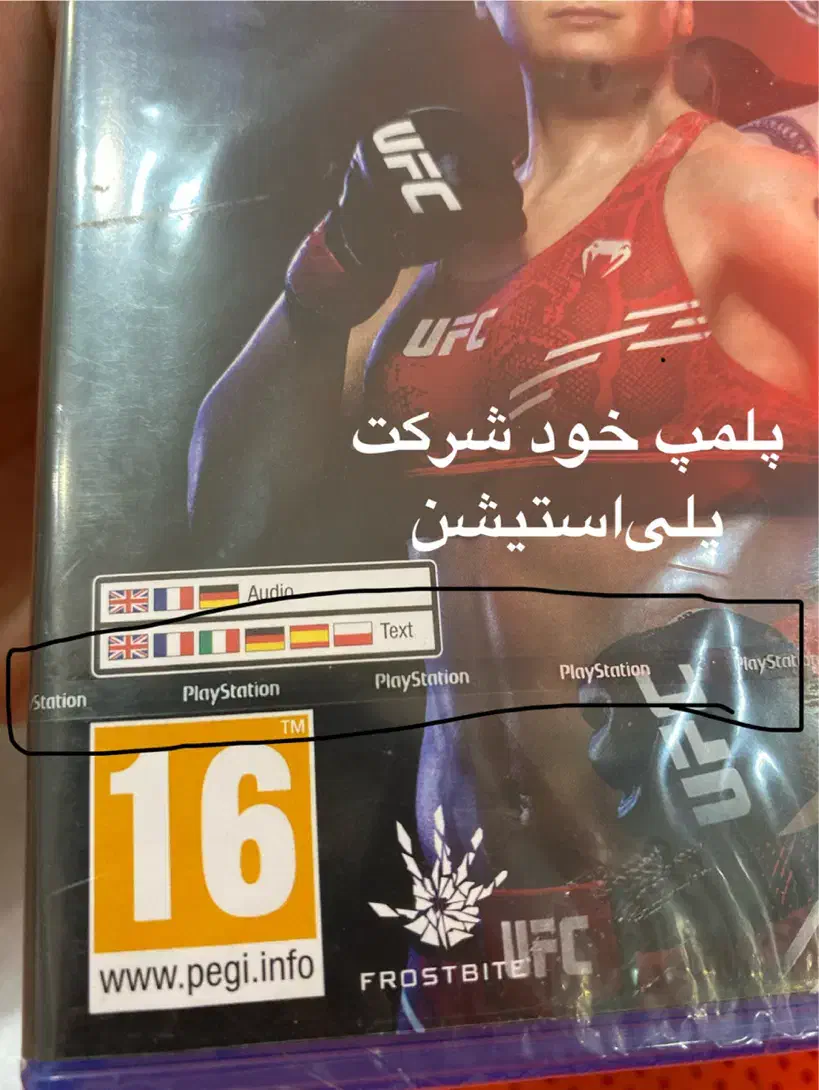 UFC
UFC
پلمپ خود شرکت
پلی‌استیشن
Audio
Text
Station PlayStation PlayStation PlayStation PlayStat
UFC
TM
16
www.pegi.info
FROSTBITE
UFC